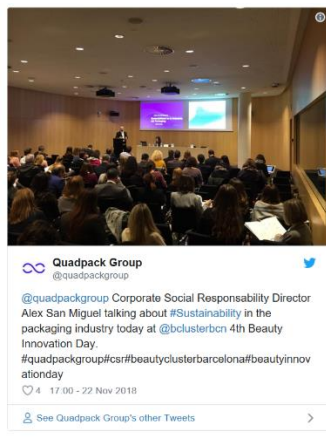 Quadpack Group
@quadpackgroup
@quadpackgroup Corporate Social Responsability Director
Alex San Miguel talking about #Sustainability in the
packaging industry today at @bclusterbcn 4th Beauty
Innovation Day.
#quadpackgroup#csr#beautyclusterbarcelona#beautyinnov
ationday
4 17:00 - 22 Nov 2018
See Quadpack Group's other Tweets